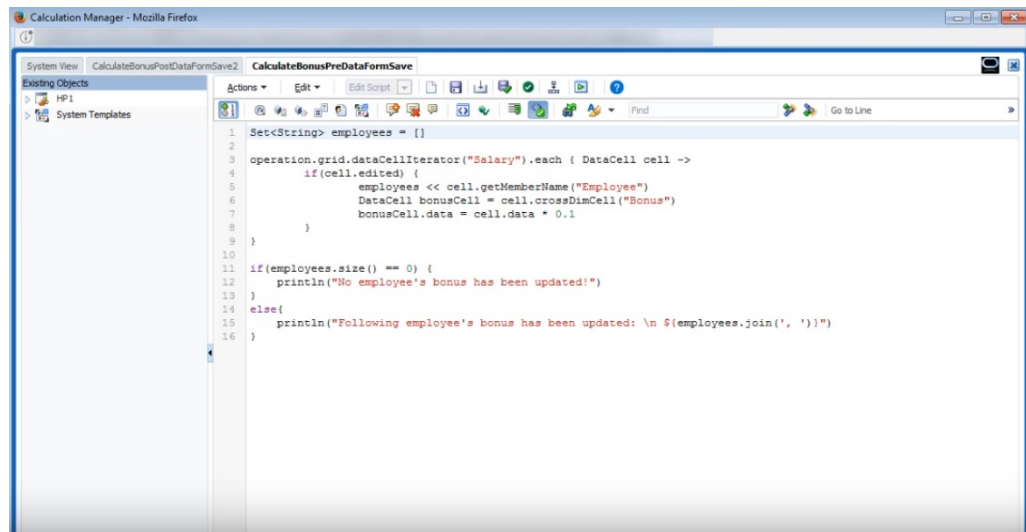 Calculation Manager - Mozilla Firefox
System View CalculateBonusPostDataFormSave2 CalculateBonusPreDataFormSave
Existing Objects
HP1
System Templates
Actions Edit Edit Script
Find Go to Line
1 Set<String> employees = []
2
3 operation.grid.dataCellIterator("Salary").each { DataCell cell ->
4 if(cell.edited) {
5 employees << cell.getMemberName("Employee")
6 DataCell bonusCell = cell.crossDimCell("Bonus")
7 bonusCell.data = cell.data * 0.1
8 }
9 }
10
11 if(employees.size() == 0) {
12 println("No employee's bonus has been updated!")
13 }
14 else{
15 println("Following employee's bonus has been updated: \n ${employees.join(', ')}")
16 }